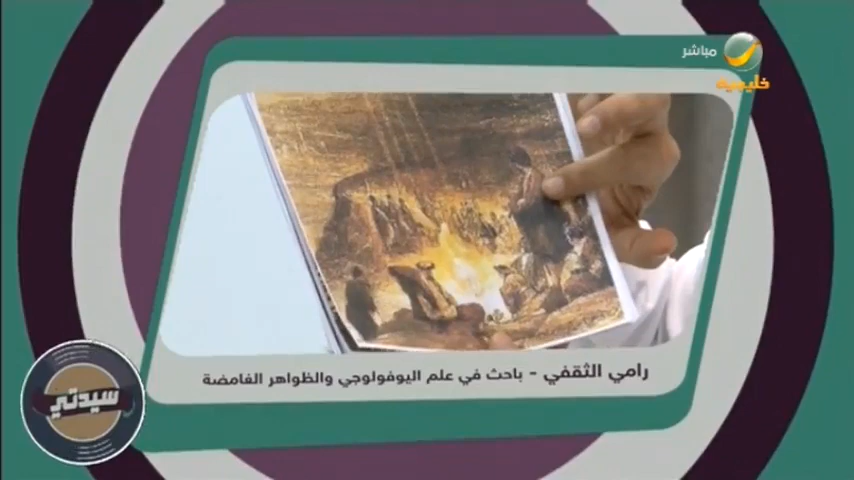 مباشر
خليجية
رامي الثقفي - باحث في علم اليوفولوجي والظواهر الغامضة
سيدتي